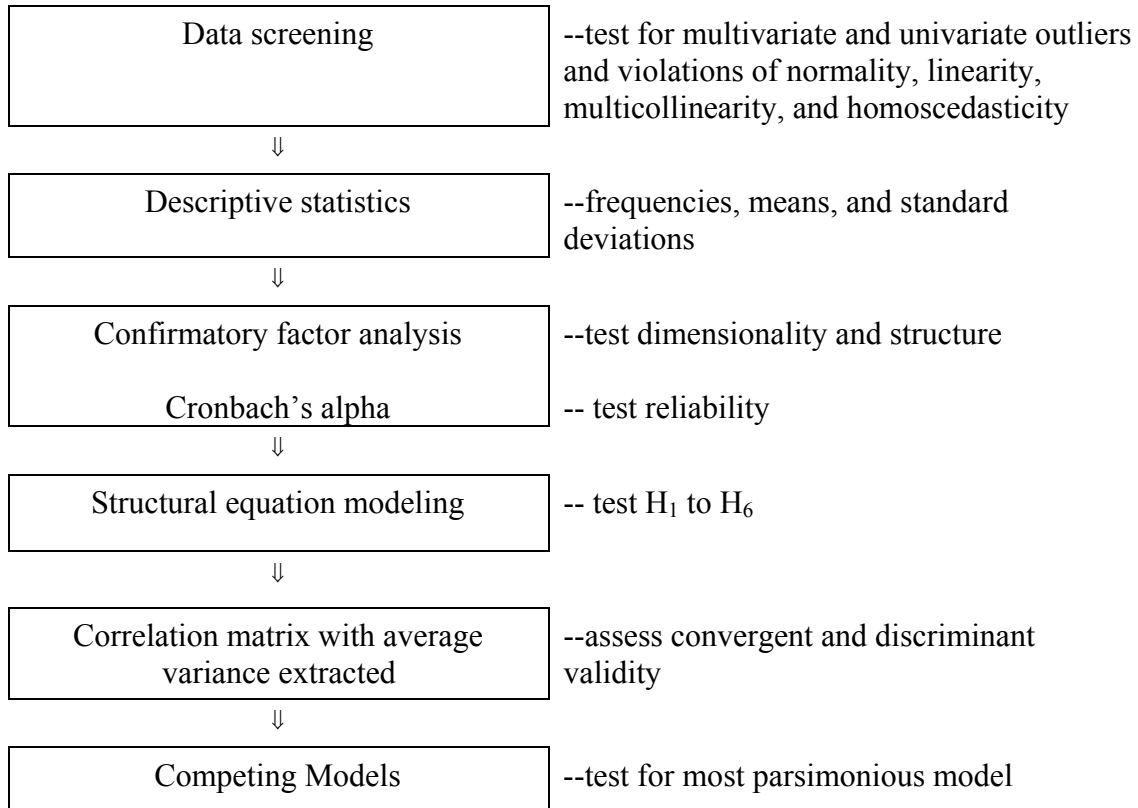 Data screening
--test for multivariate and univariate outliers
and violations of normality, linearity,
multicollinearity, and homoscedasticity
⇓
Descriptive statistics
--frequencies, means, and standard
deviations
⇓
Confirmatory factor analysis
--test dimensionality and structure
Cronbach’s alpha
-- test reliability
⇓
Structural equation modeling
-- test H₁ to H₆
⇓
Correlation matrix with average
variance extracted
--assess convergent and discriminant
validity
⇓
Competing Models
--test for most parsimonious model